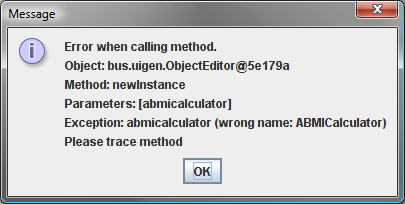 Message
Error when calling method.
Object: bus.uigen.ObjectEditor@5e179a
Method: newInstance
Parameters: [abmicalculator]
Exception: abmicalculator (wrong name: ABMICalculator)
Please trace method
OK